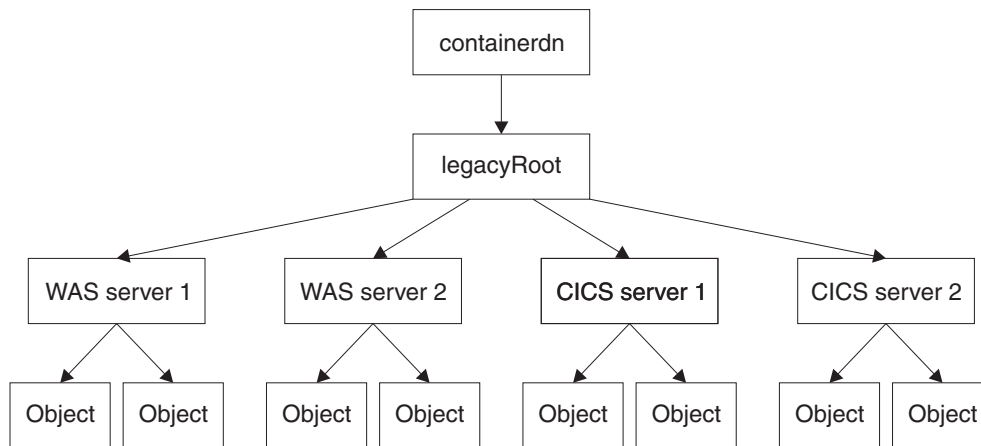 containerdn
legacyRoot
WAS server 1
WAS server 2
CICS server 1
CICS server 2
Object
Object
Object
Object
Object
Object
Object
Object